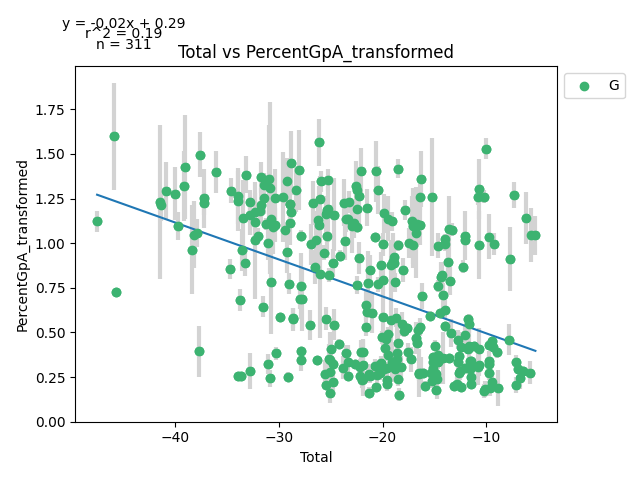 y = -0.02x + 0.29
r^2 = 0.19
n = 311
Total vs PercentGpA_transformed
G
PercentGpA_transformed
1.75
1.50
1.25
1.00
0.75
0.50
0.25
0.00
−40 −30 −20 −10
Total